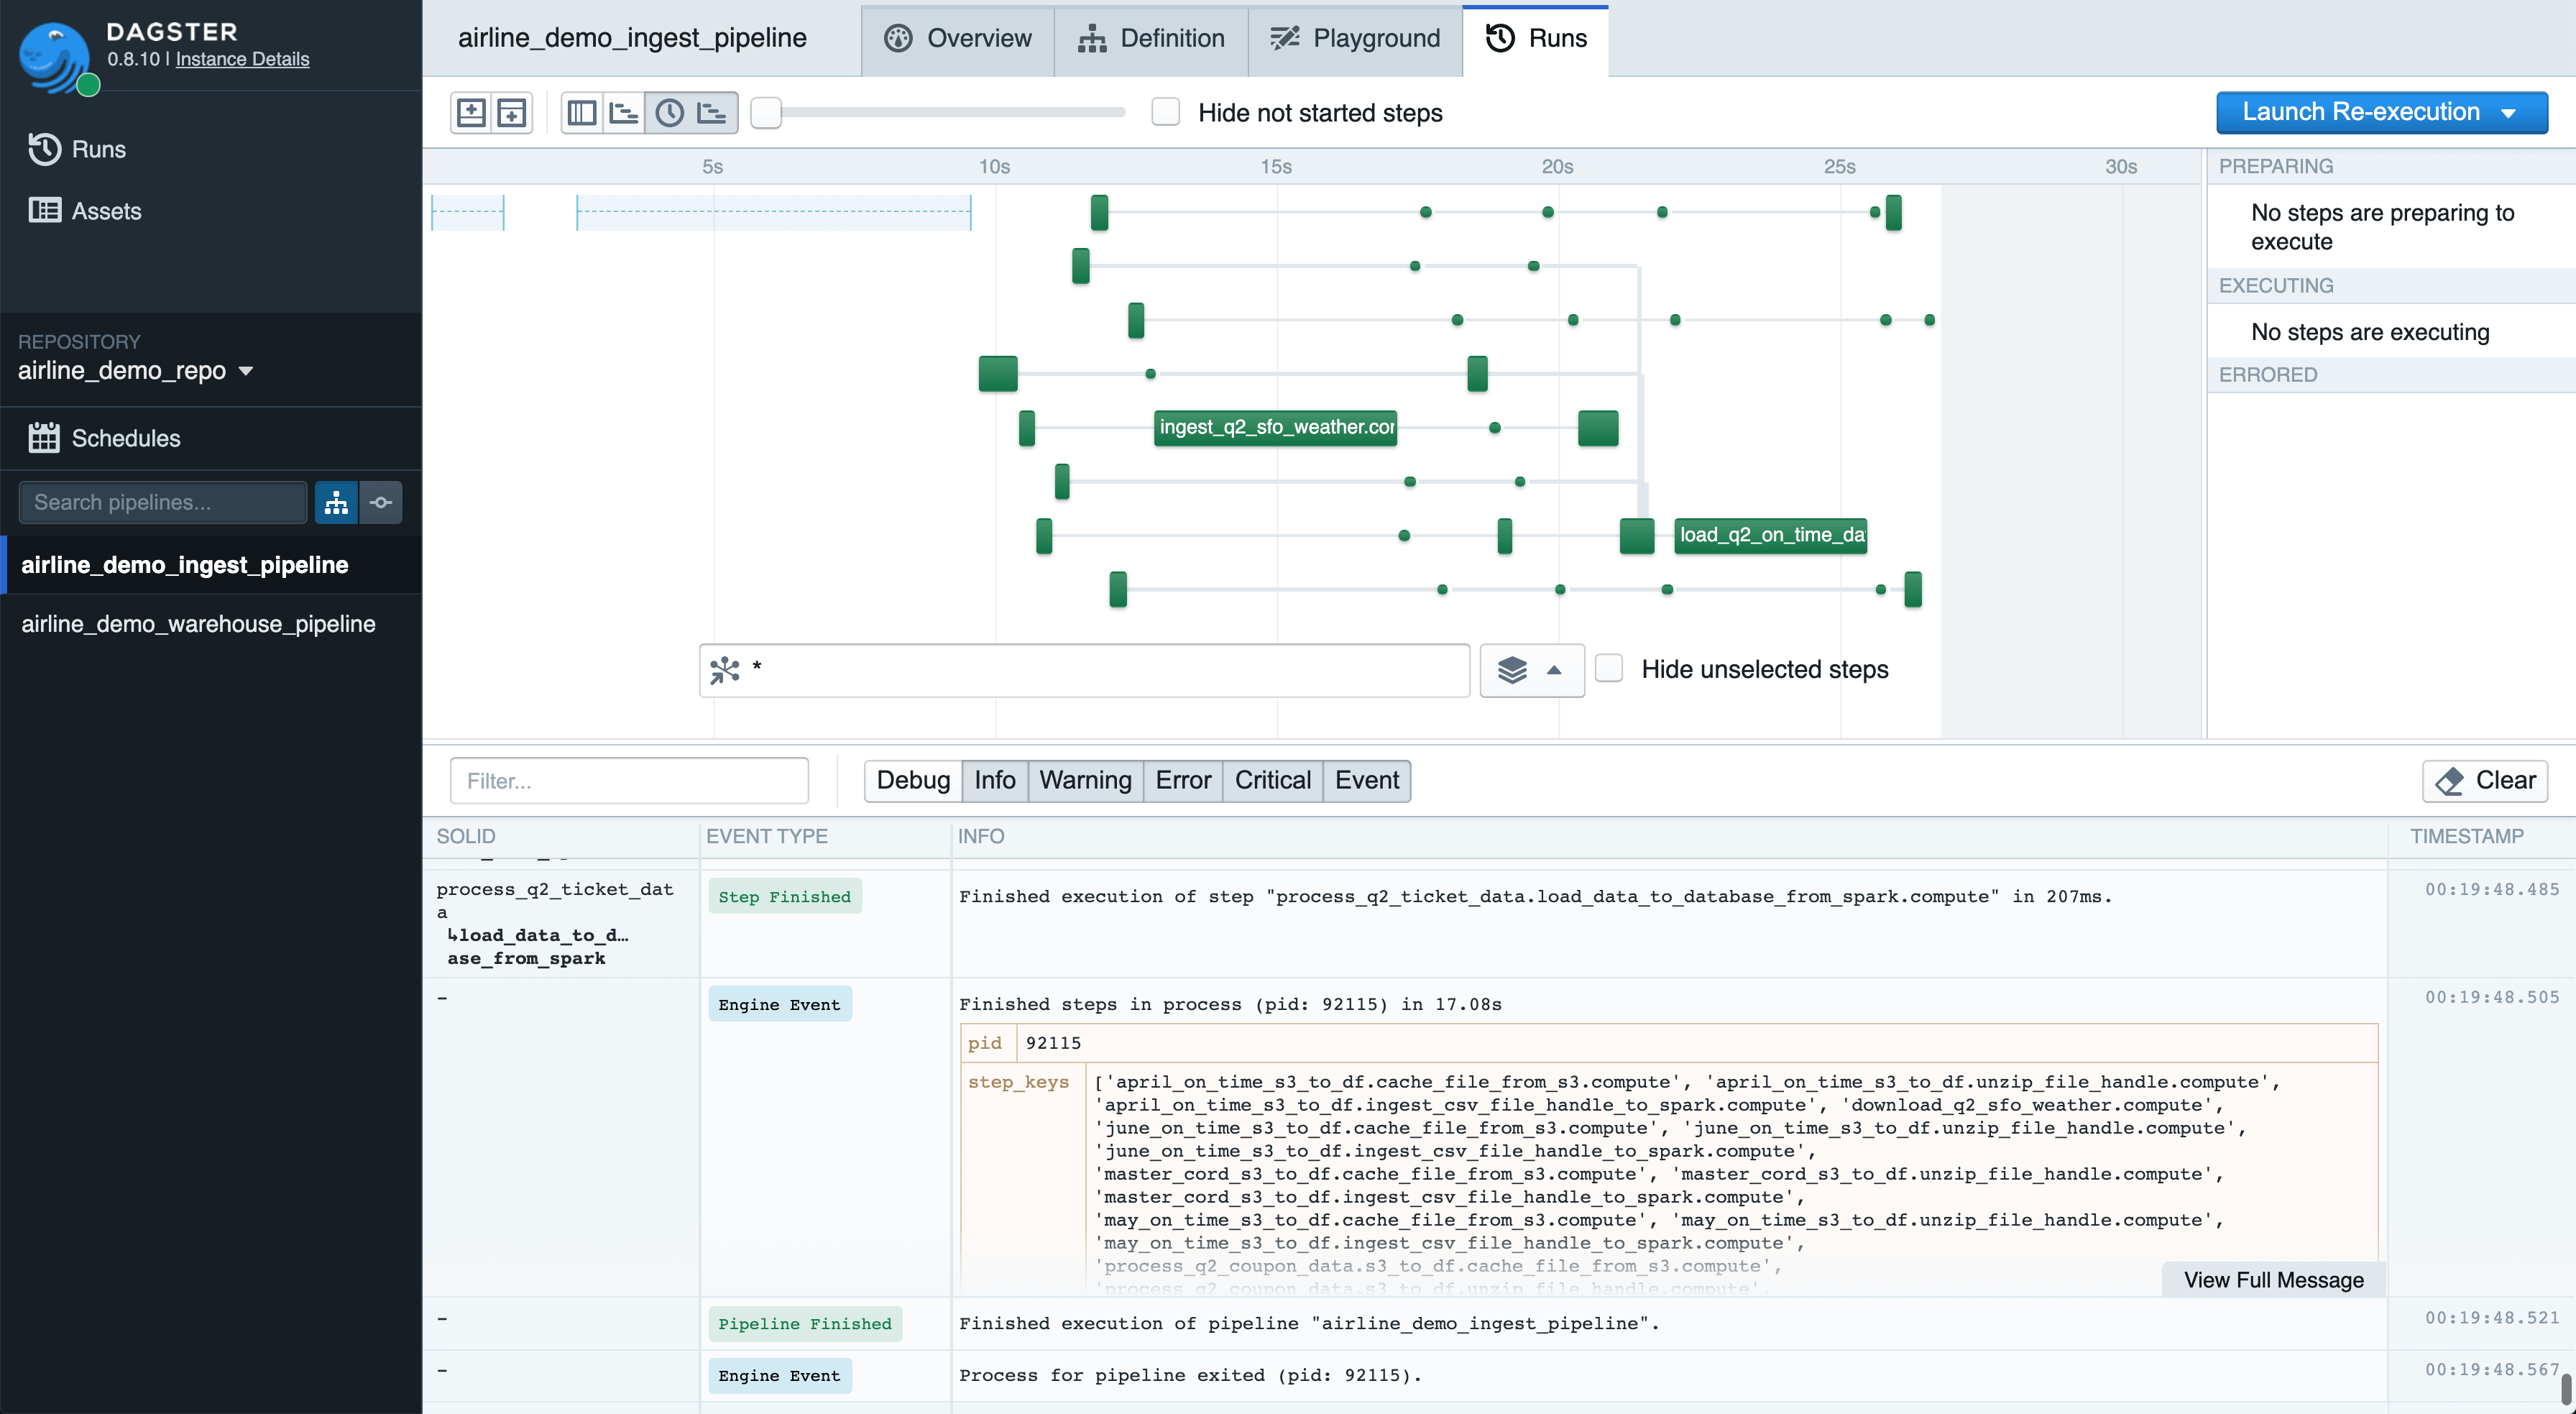 DAGSTER
0.8.10 | Instance Details
Runs
Assets
REPOSITORY
airline_demo_repo
Schedules
Search pipelines...
airline_demo_ingest_pipeline
airline_demo_warehouse_pipeline
airline_demo_ingest_pipeline
Overview
Definition
Playground
Runs
Hide not started steps
Launch Re-execution
5s 10s 15s 20s 25s 30s
ingest_q2_sfo_weather.cor
load_q2_on_time_da
PREPARING
No steps are preparing to
execute
EXECUTING
No steps are executing
ERRORED
*
Hide unselected steps
Filter...
Debug Info Warning Error Critical Event
Clear
SOLID EVENT TYPE INFO TIMESTAMP
process_q2_ticket_dat
a
↳load_data_to_d…
ase_from_spark
Step Finished
Finished execution of step "process_q2_ticket_data.load_data_to_database_from_spark.compute" in 207ms.
00:19:48.485
-
Engine Event
Finished steps in process (pid: 92115) in 17.08s
00:19:48.505
pid 92115
step_keys
['april_on_time_s3_to_df.cache_file_from_s3.compute', 'april_on_time_s3_to_df.unzip_file_handle.compute',
'april_on_time_s3_to_df.ingest_csv_file_handle_to_spark.compute', 'download_q2_sfo_weather.compute',
'june_on_time_s3_to_df.cache_file_from_s3.compute', 'june_on_time_s3_to_df.unzip_file_handle.compute',
'june_on_time_s3_to_df.ingest_csv_file_handle_to_spark.compute',
'master_cord_s3_to_df.cache_file_from_s3.compute', 'master_cord_s3_to_df.unzip_file_handle.compute',
'master_cord_s3_to_df.ingest_csv_file_handle_to_spark.compute',
'may_on_time_s3_to_df.cache_file_from_s3.compute', 'may_on_time_s3_to_df.unzip_file_handle.compute',
'may_on_time_s3_to_df.ingest_csv_file_handle_to_spark.compute',
'process_q2_coupon_data.s3_to_df.cache_file_from_s3.compute',
'process_q2_coupon_data.s3_to_df.unzip_file_handle.compute',
View Full Message
-
Pipeline Finished
Finished execution of pipeline "airline_demo_ingest_pipeline".
00:19:48.521
-
Engine Event
Process for pipeline exited (pid: 92115).
00:19:48.567